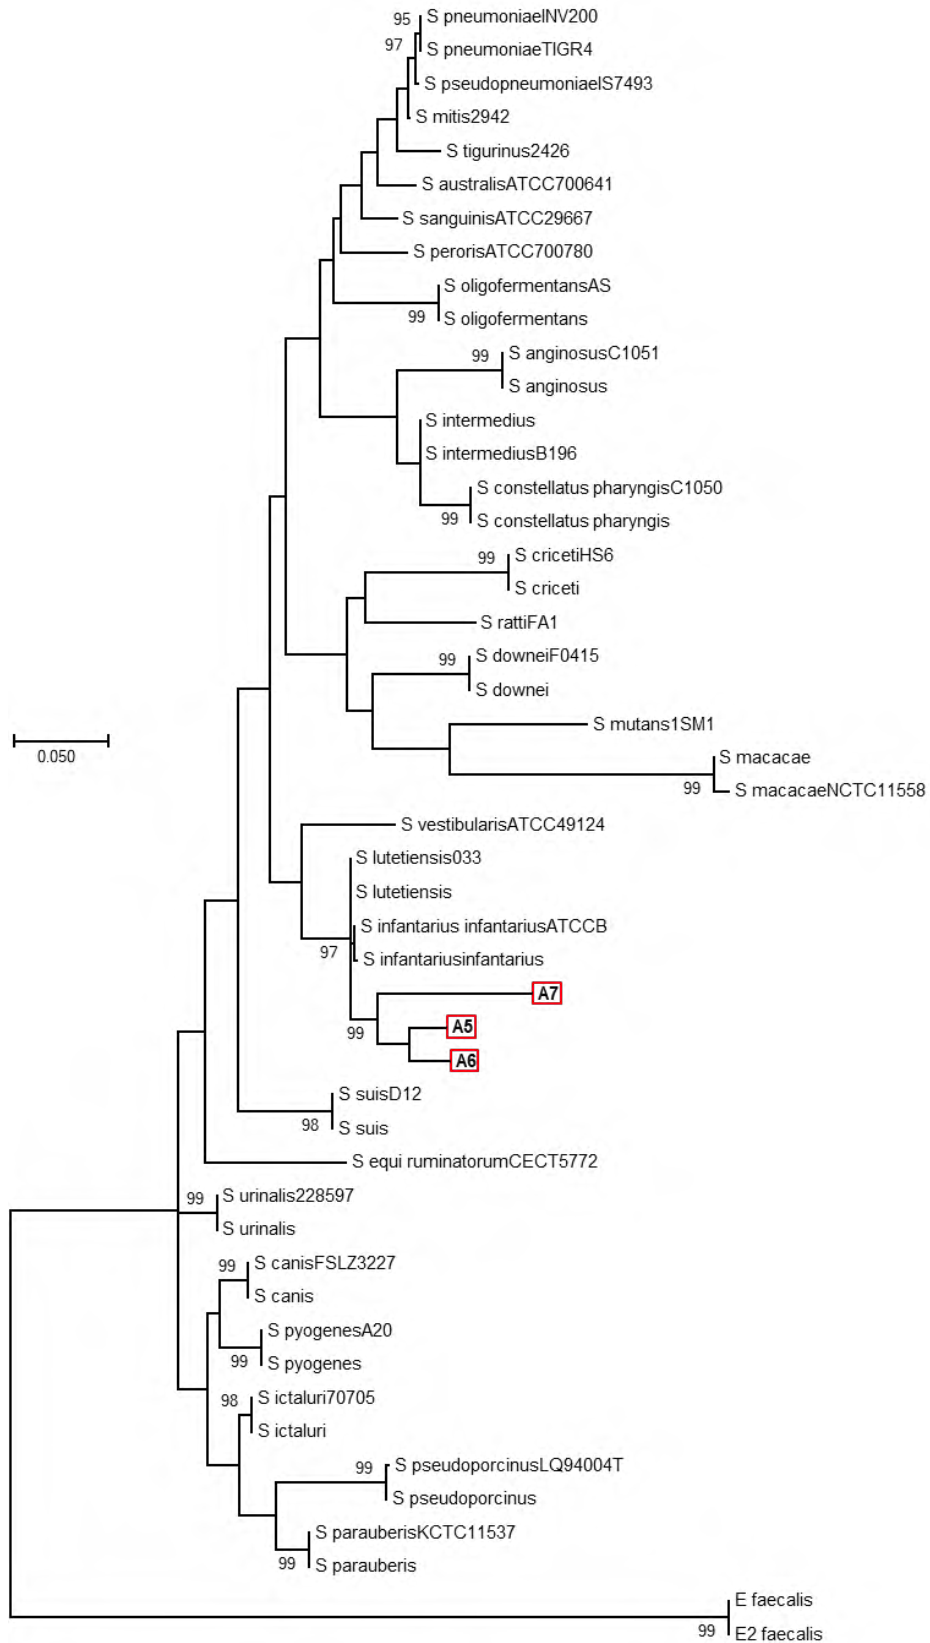 95
S pneumoniaeINV200
97
S pneumoniaeTIGR4
S pseudopneumoniaeIS7493
S mitis2942
S tigurinus2426
S australisATCC700641
S sanguinisATCC29667
S perorisATCC700780
S oligofermentansAS
99
S oligofermentans
99
S anginosusC1051
S anginosus
S intermedius
S intermediusB196
S constellatus pharyngisC1050
99
S constellatus pharyngis
99
S cricetiHS6
S criceti
S rattiFA1
99
S downeiF0415
S downei
S mutans1SM1
0.050
S macacae
99
S macacaeNCTC11558
S vestibularisATCC49124
S lutetiensis033
S lutetiensis
S infantarius infantariusATCCB
97
S infantariusinfantarius
A7
99
A5
A6
S suisD12
98
S suis
S equi ruminatorumCECT5772
99
S urinalis228597
S urinalis
99
S canisFSLZ3227
S canis
S pyogenesA20
99
S pyogenes
98
S ictaluri70705
S ictaluri
99
S pseudoporcinusLQ94004T
S pseudoporcinus
S parauberisKCTC11537
99
S parauberis
E faecalis
99
E2 faecalis